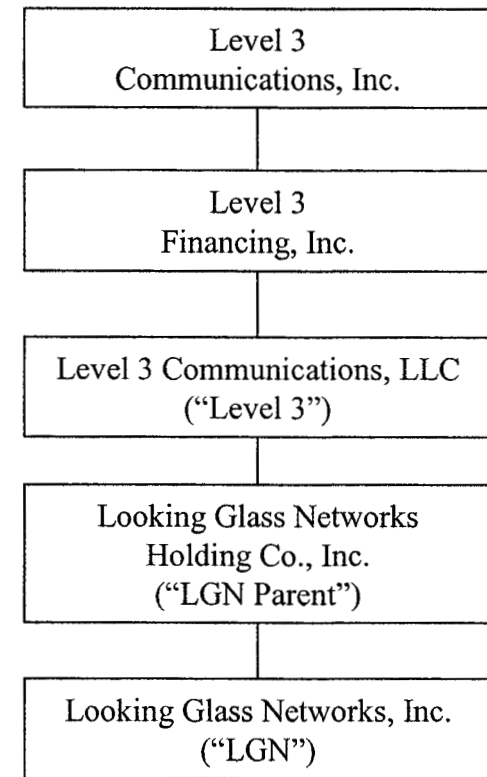 Level 3
Communications, Inc.
Level 3
Financing, Inc.
Level 3 Communications, LLC
(“Level 3”)
Looking Glass Networks
Holding Co., Inc.
(“LGN Parent”)
Looking Glass Networks, Inc.
(“LGN”)